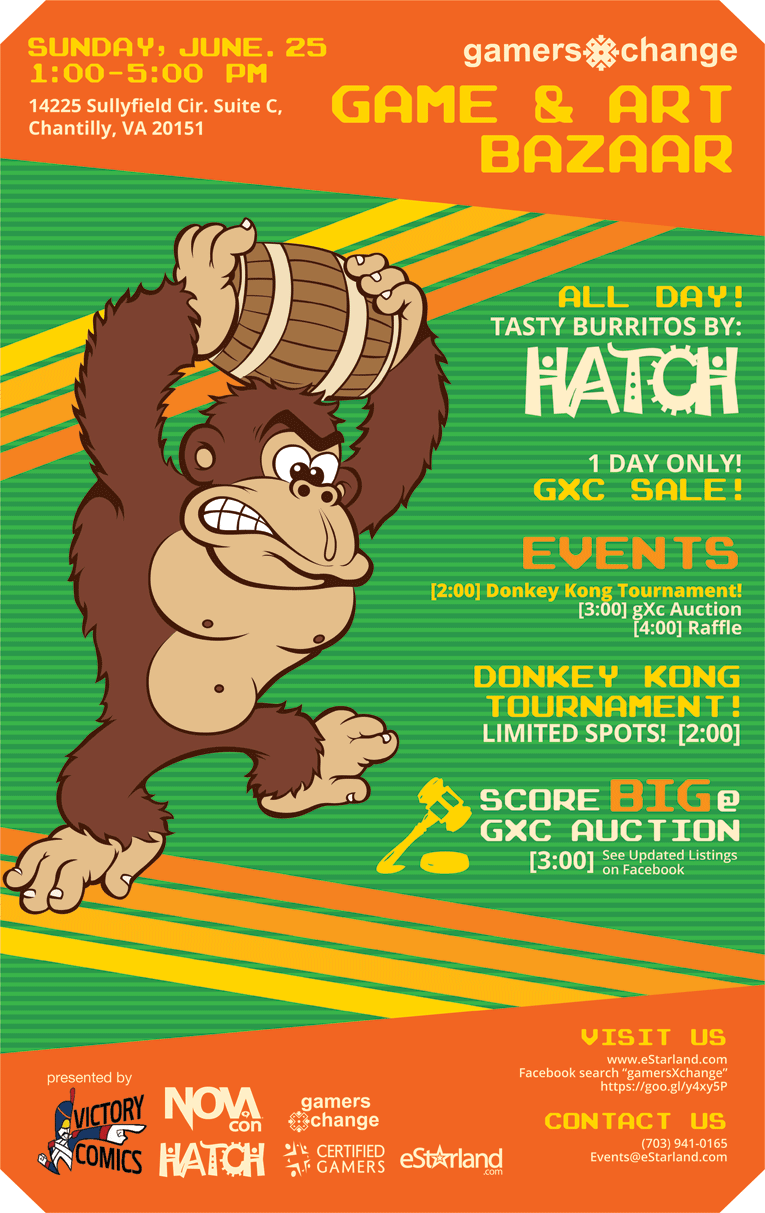 SUNDAY, JUNE. 25
1:00-5:00 PM
14225 Sullyfield Cir. Suite C,
Chantilly, VA 20151
gamersxchange
GAME & ART
BAZAAR
ALL DAY!
TASTY BURRITOS BY:
HATCH
1 DAY ONLY!
GXC SALE!
EVENTS
[2:00] Donkey Kong Tournament!
[3:00] gXc Auction
[4:00] Raffle
DONKEY KONG
TOURNAMENT!
LIMITED SPOTS! [2:00]
SCORE BIG @
GXC AUCTION
[3:00] See Updated Listings
on Facebook
VISIT US
www.eStarland.com
Facebook search “gamersXchange”
https://goo.gl/y4xy5P
CONTACT US
(703) 941-0165
Events@eStarland.com
presented by
VICTORY
COMICS
NOVA
con
HATCH
gamers
xchange
CERTIFIED
GAMERS
eStarland
.com